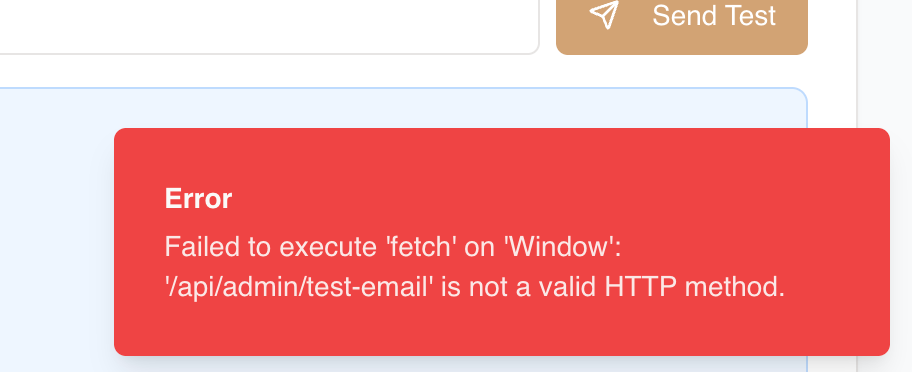 Send Test
Error
Failed to execute 'fetch' on 'Window':
'/api/admin/test-email' is not a valid HTTP method.